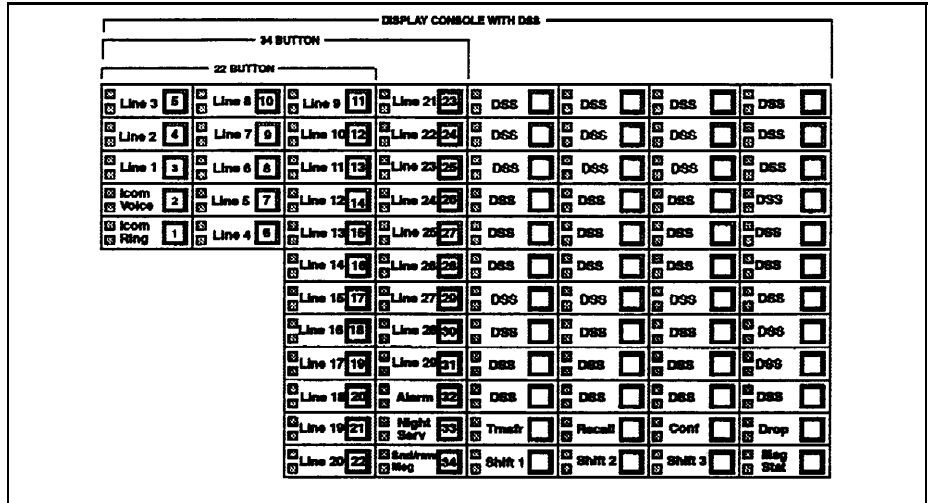 DISPLAY CONSOLE WITH DSS
34 BUTTON
22 BUTTON
Line 3 5 Line 8 10 Line 9 11 Line 21 23 DSS DSS DSS DSS
Line 2 4 Line 7 9 Line 10 12 Line 22 24 DSS DSS DSS DSS
Line 1 3 Line 6 8 Line 11 13 Line 23 25 DSS DSS DSS DSS
Icom Voice 2 Line 5 7 Line 12 14 Line 24 26 DSS DSS DSS DSS
Icom Ring 1 Line 4 6 Line 13 15 Line 25 27 DSS DSS DSS DSS
Line 14 16 Line 26 28 DSS DSS DSS DSS
Line 15 17 Line 27 29 DSS DSS DSS DSS
Line 16 18 Line 28 30 DSS DSS DSS DSS
Line 17 19 Line 29 31 DSS DSS DSS DSS
Line 18 20 Alarm 32 DSS DSS DSS DSS
Line 19 21 Night Serv 33 Trnsfr Recall Conf Drop
Line 20 22 Msg 34 Shift 1 Shift 2 Shift 3 Msg Stat